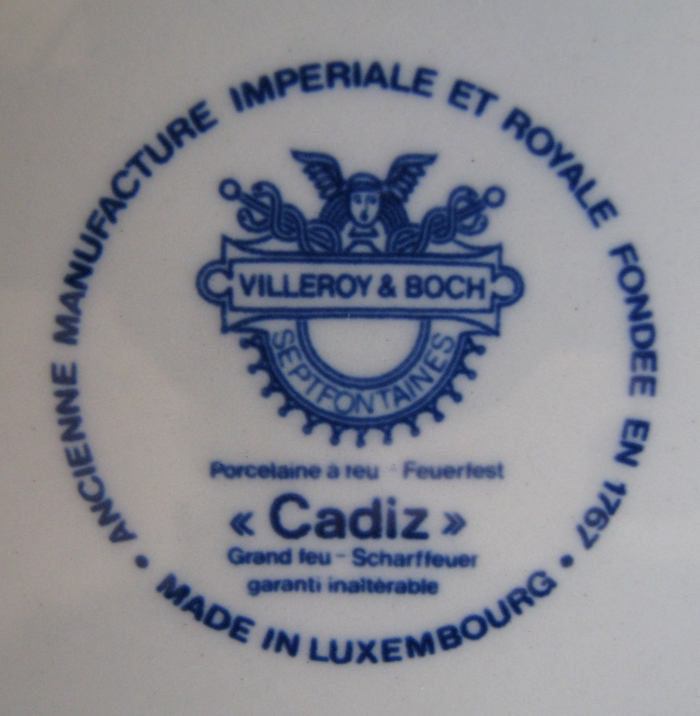 ANCIENNE MANUFACTURE IMPERIALE ET ROYALE FONDEE EN 1767
VILLEROY & BOCH
SEPTFONTAINES
Porcelaine à feu - Feuerfest
« Cadiz »
Grand feu - Scharffeuer
garanti inaltérable
• MADE IN LUXEMBOURG •